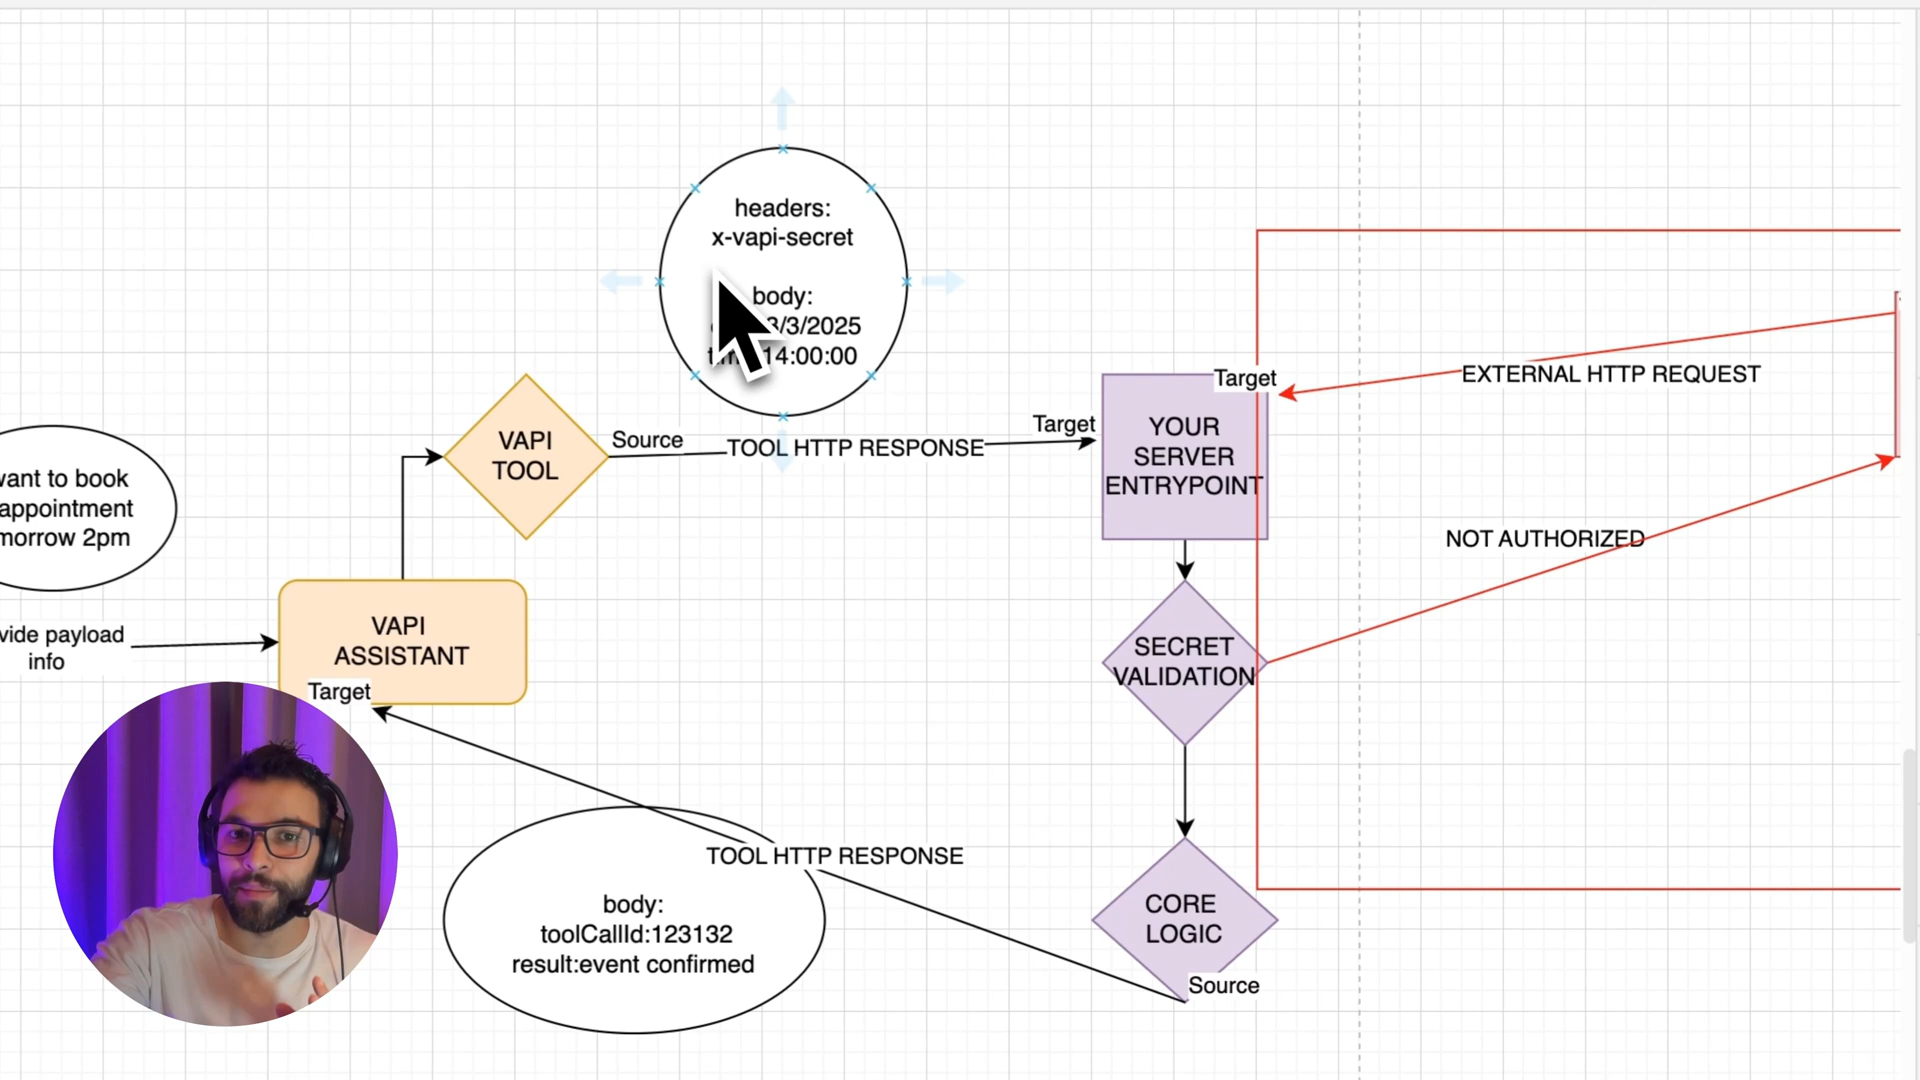 headers:
x-vapi-secret
body:
3/3/2025
14:00:00
VAPI
TOOL
Source
TOOL HTTP RESPONSE
Target
YOUR
SERVER
ENTRYPOINT
Target
EXTERNAL HTTP REQUEST
NOT AUTHORIZED
want to book
appointment
morrow 2pm
vide payload
info
VAPI
ASSISTANT
Target
SECRET
VALIDATION
TOOL HTTP RESPONSE
body:
toolCallId:123132
result:event confirmed
CORE
LOGIC
Source